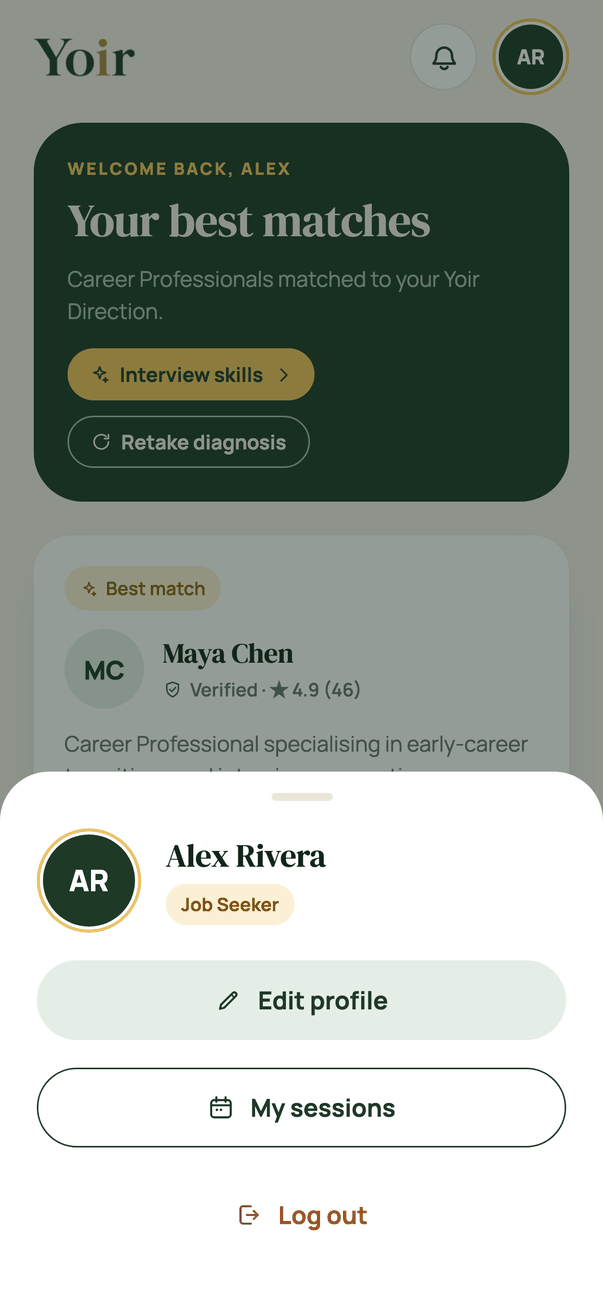 Yoir
AR
WELCOME BACK, ALEX
Your best matches
Career Professionals matched to your Yoir
Direction.
Interview skills
Retake diagnosis
Best match
MC
Maya Chen
Verified · ★ 4.9 (46)
Career Professional specialising in early-career
AR
Alex Rivera
Job Seeker
Edit profile
My sessions
Log out